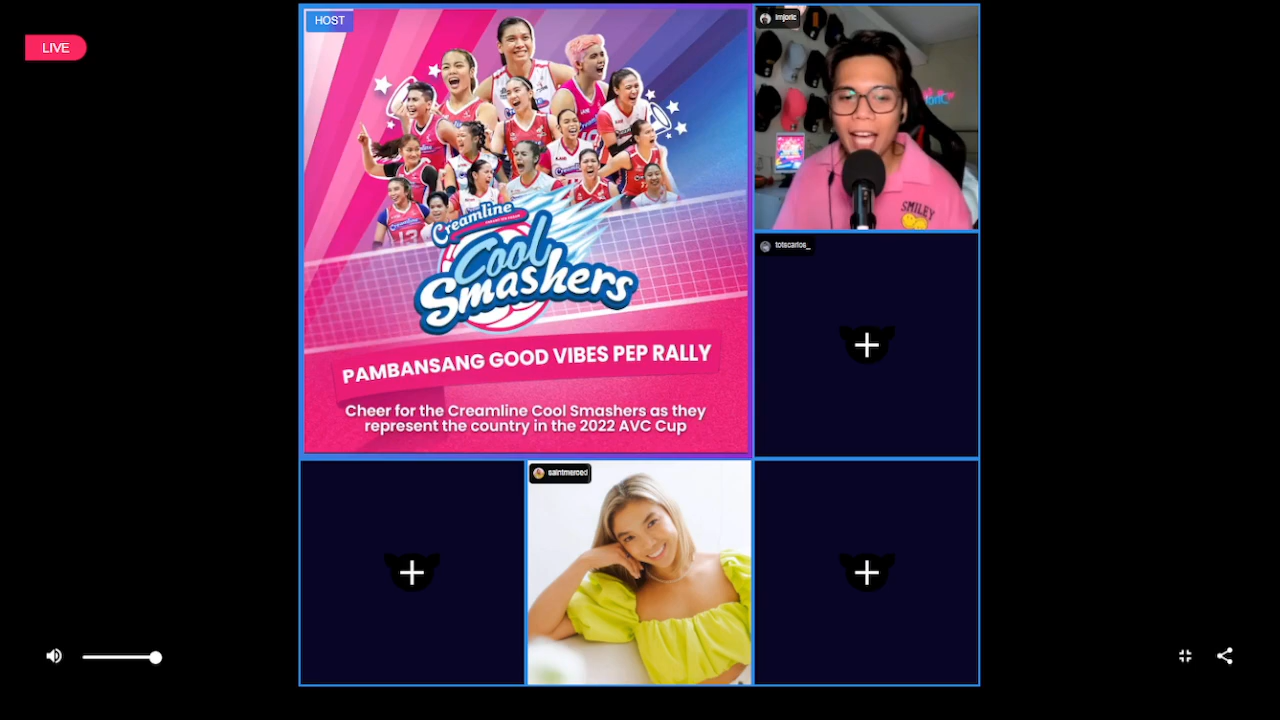 LIVE
HOST
imjoric
Creamline
Cool
Smashers
PAMBANSANG GOOD VIBES PEP RALLY
Cheer for the Creamline Cool Smashers as they
represent the country in the 2022 AVC Cup
SMILEY
totscarlos_
saintmerced